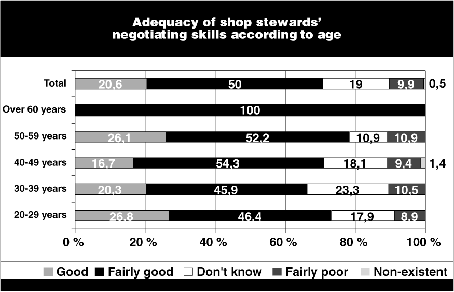 Adequacy of shop stewards'
negotiating skills according to age
Total 20,6 50 19 9,9 0,5
Over 60 years 100
50-59 years 26,1 52,2 10,9 10,9
40-49 years 16,7 54,3 18,1 9,4 1,4
30-39 years 20,3 45,9 23,3 10,5
20-29 years 26,8 46,4 17,9 8,9
0 % 20 % 40 % 60 % 80 % 100 %
Good Fairly good Don't know Fairly poor Non-existent